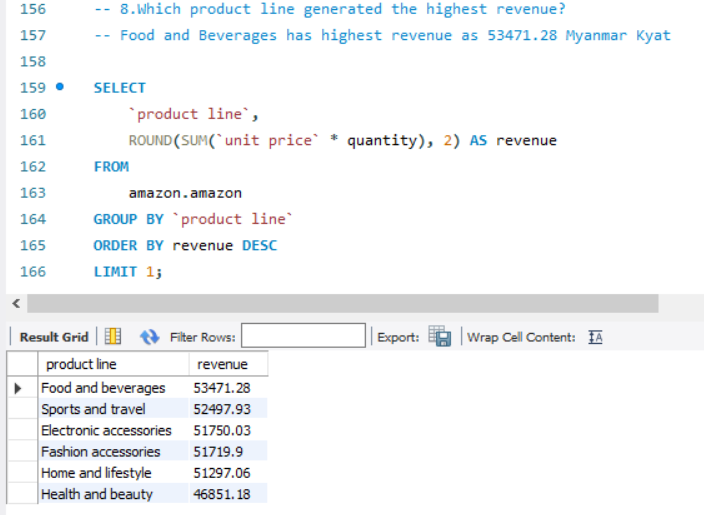 156 -- 8.Which product line generated the highest revenue?
157 -- Food and Beverages has highest revenue as 53471.28 Myanmar Kyat
158
159 SELECT
160 `product line`,
161 ROUND(SUM(`unit price` * quantity), 2) AS revenue
162 FROM
163 amazon.amazon
164 GROUP BY `product line`
165 ORDER BY revenue DESC
166 LIMIT 1;
Result Grid Filter Rows: Export: Wrap Cell Content:
product line revenue
Food and beverages 53471.28
Sports and travel 52497.93
Electronic accessories 51750.03
Fashion accessories 51719.9
Home and lifestyle 51297.06
Health and beauty 46851.18